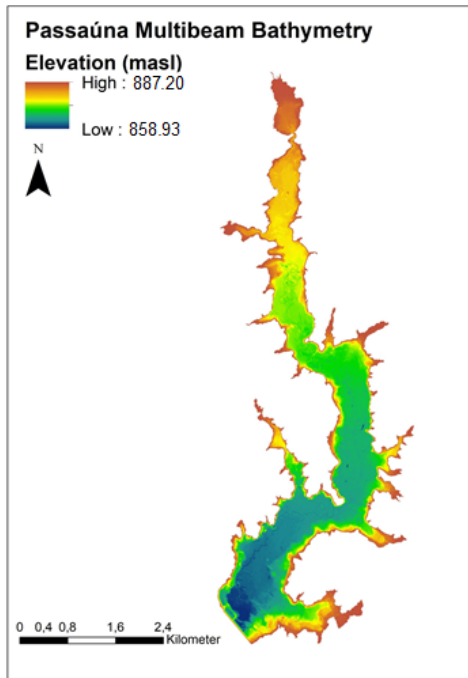 Passaúna Multibeam Bathymetry
Elevation (masl)
High : 887.20
Low : 858.93
N
0 0,4 0,8 1,6 2,4
Kilometer